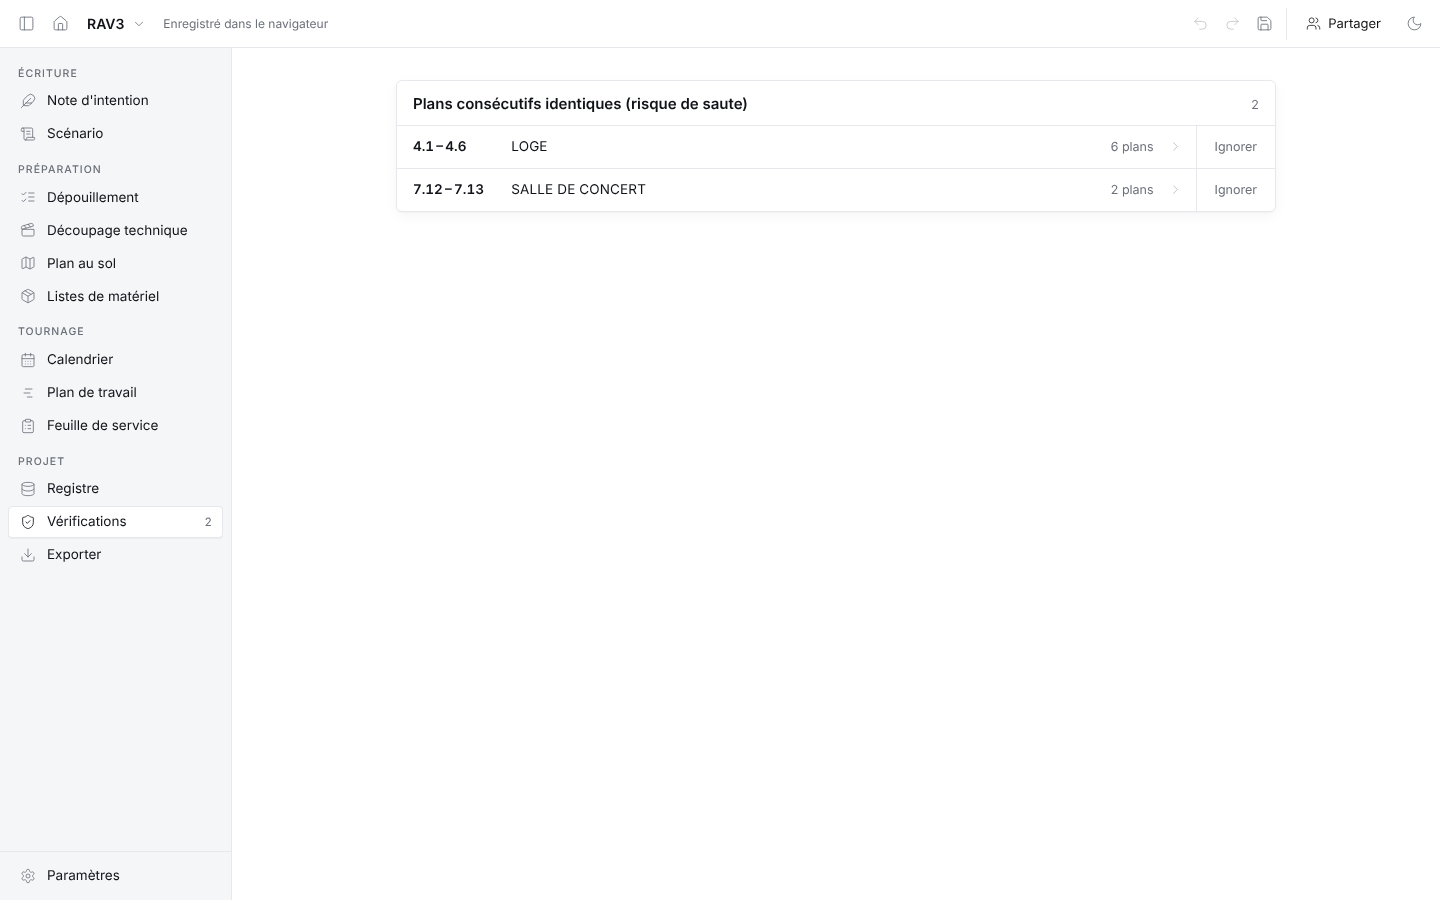 RAV3
Enregistré dans le navigateur
Partager
ÉCRITURE
Note d'intention
Scénario
PRÉPARATION
Dépouillement
Découpage technique
Plan au sol
Listes de matériel
TOURNAGE
Calendrier
Plan de travail
Feuille de service
PROJET
Registre
Vérifications 2
Exporter
Paramètres
Plans consécutifs identiques (risque de saute) 2
4.1–4.6 LOGE 6 plans Ignorer
7.12–7.13 SALLE DE CONCERT 2 plans Ignorer